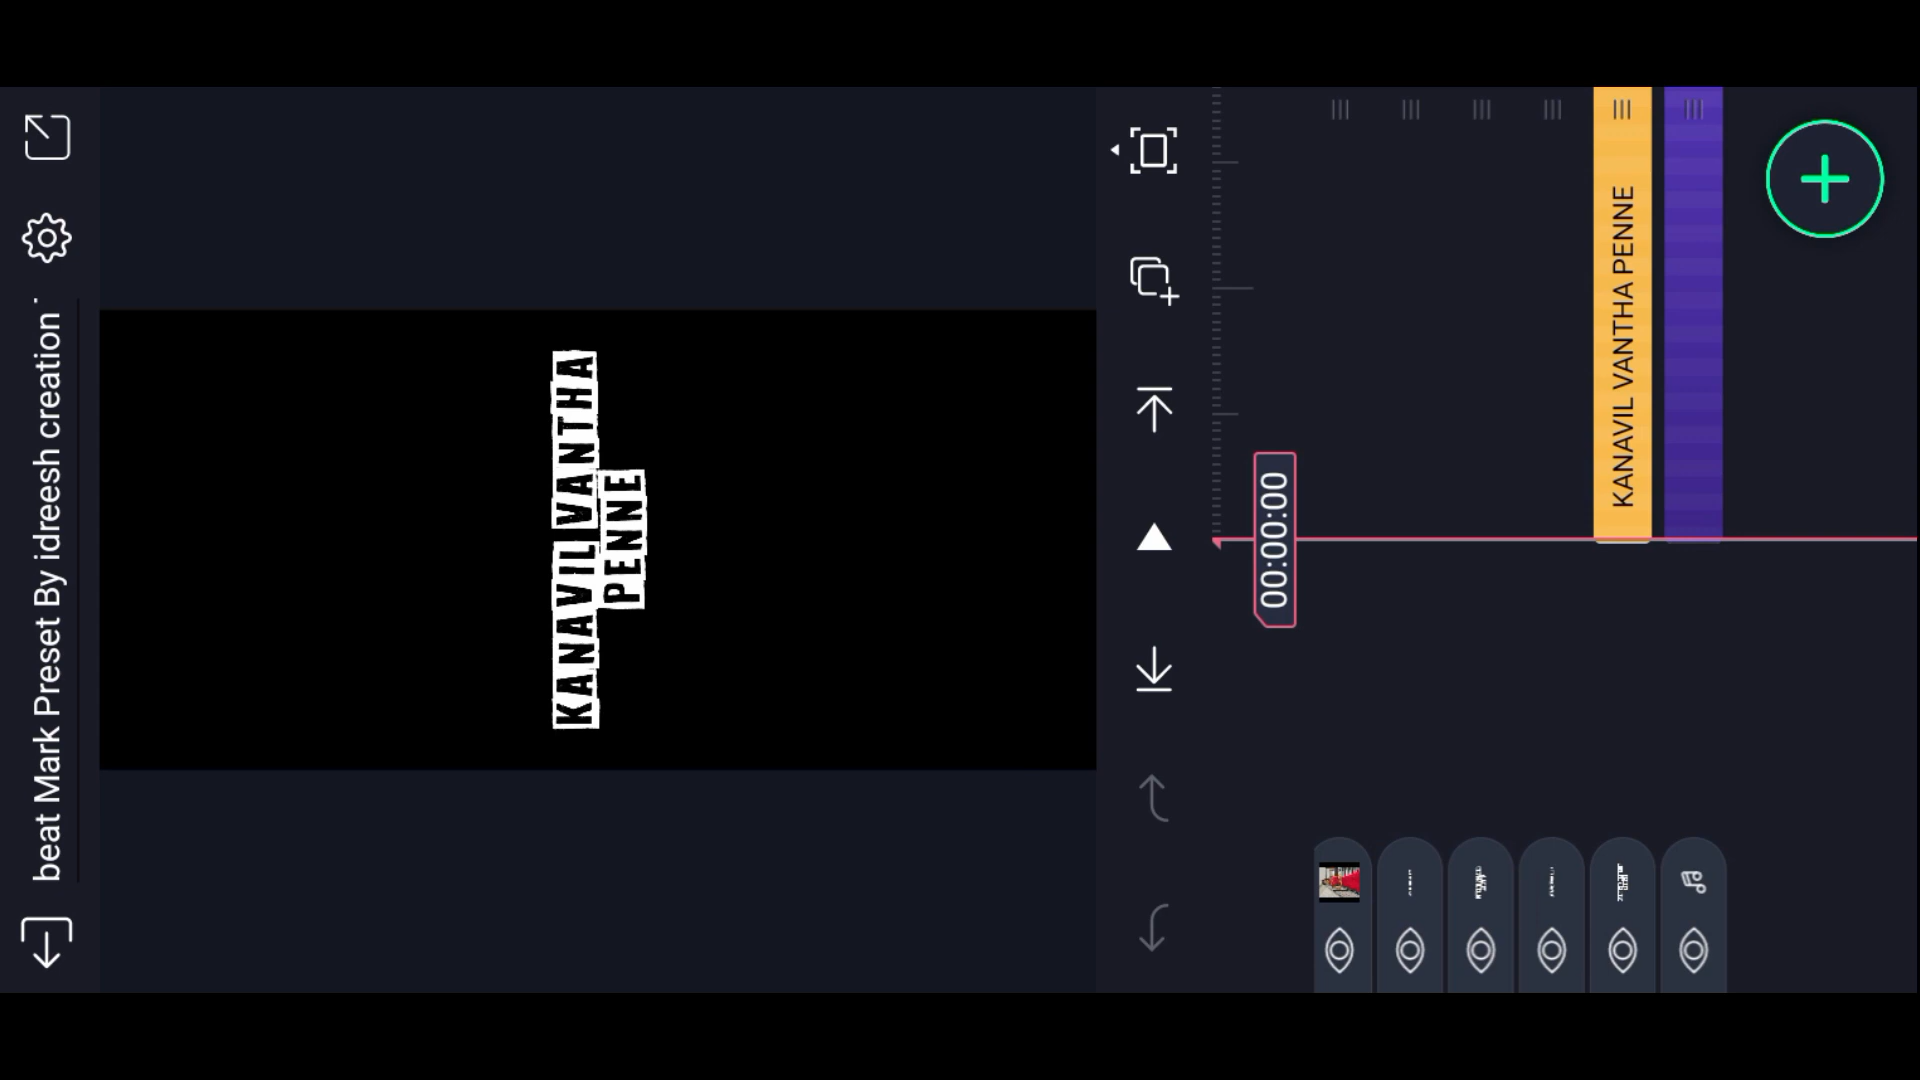 beat Mark Preset By idreesh creation
KANAVIL VANTHA
PENNE
00:00:00
KANAVIL VANTHA PENNE